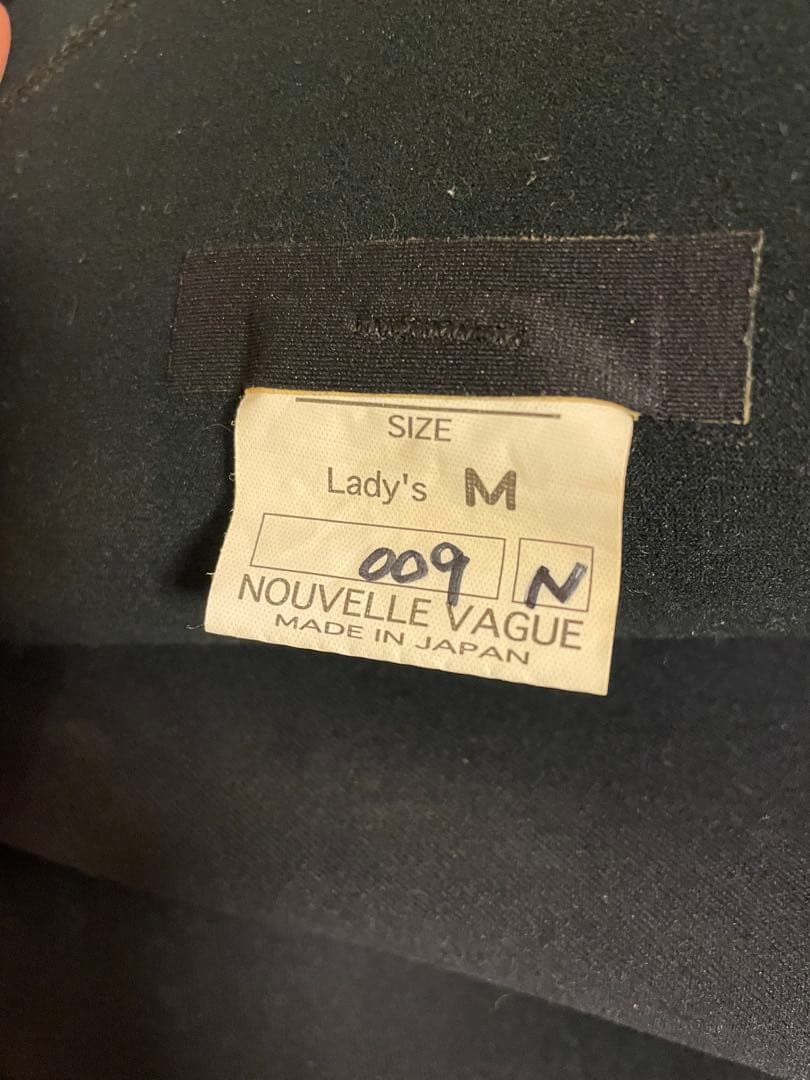 SIZE
Lady's M
009 N
NOUVELLE VAGUE
MADE IN JAPAN